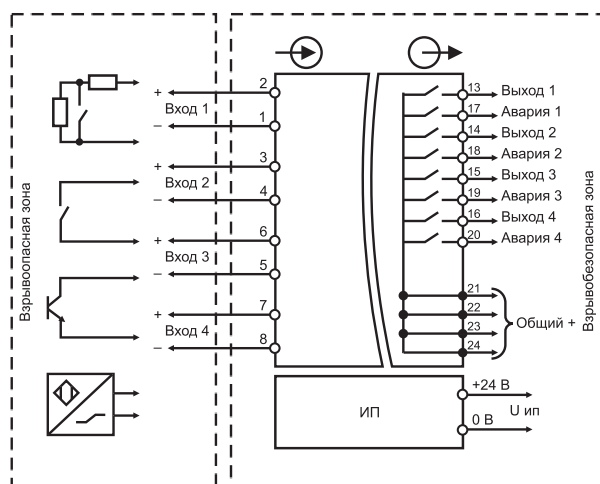 Взрывоопасная зона
+
Вход 1
–
+
Вход 2
–
+
Вход 3
–
+
Вход 4
–
2
1
3
4
6
5
7
8
13 Выход 1
17 Авария 1
14 Выход 2
18 Авария 2
15 Выход 3
19 Авария 3
16 Выход 4
20 Авария 4
21
22
23
24
Общий +
Взрывобезопасная зона
ИП
+24 В
U ип
0 В